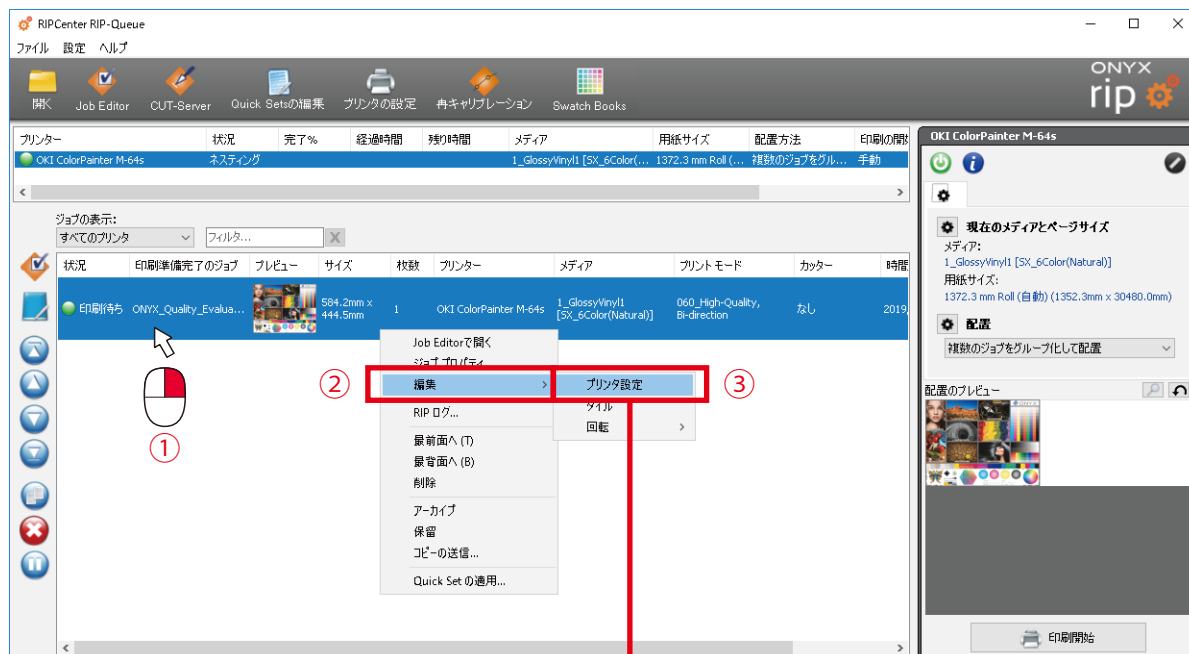 RIPCenter RIP-Queue
ファイル 設定 ヘルプ
開く Job Editor CUT-Server Quick Setsの編集 プリンタの設定 再キャリブレーション Swatch Books
ONYX
rip
プリンター 状況 完了% 経過時間 残り時間 メディア 用紙サイズ 配置方法 印刷の開始
OKI ColorPainter M-64s ネスティング 1_GlossyVinyl1 [SX_6Color(... 1372.3 mm Roll (... 複数のジョブをグル... 手動
ジョブの表示:
すべてのプリンタ フィルタ... X
状況 印刷準備完了のジョブ プレビュー サイズ 枚数 プリンター メディア プリントモード カッター 時間
印刷待ち ONYX_Quality_Evalua... 584.2mm x 444.5mm 1 OKI ColorPainter M-64s 1_GlossyVinyl1 [SX_6Color(Natural)] 060_High-Quality, Bi-direction なし 2019,
①
②
③
Job Editorで開く
ジョブ プロパティ
編集 >
RIP ログ...
最前面へ (T)
最背面へ (B)
削除
アーカイブ
保留
コピーの送信...
Quick Set の適用...
プリンタ設定
タイル
回転 >
OKI ColorPainter M-64s
現在のメディアとページサイズ
メディア:
1_GlossyVinyl1 [SX_6Color(Natural)]
用紙サイズ:
1372.3 mm Roll (自動) (1352.3mm x 30480.0mm)
配置
複数のジョブをグループ化して配置
配置のプレビュー
印刷開始